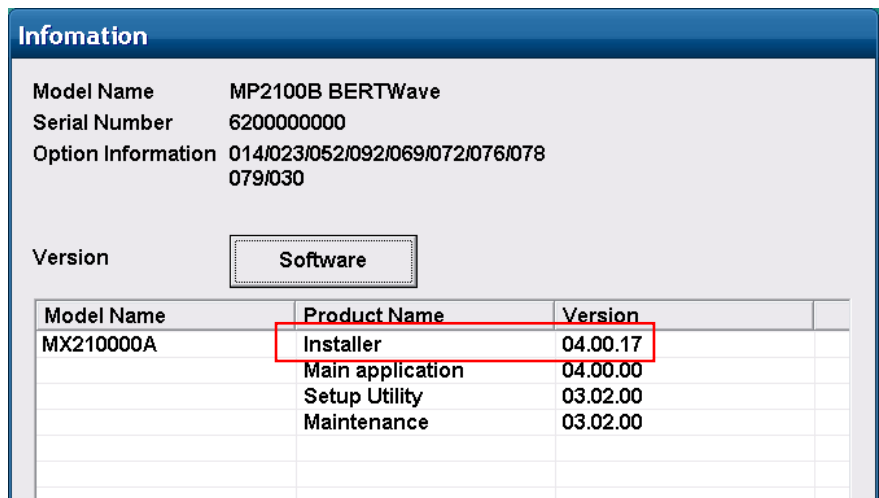 Infomation
Model Name MP2100B BERTWave
Serial Number 6200000000
Option Information 014/023/052/092/069/072/076/078
079/030
Version Software
Model Name Product Name Version
MX210000A Installer 04.00.17
Main application 04.00.00
Setup Utility 03.02.00
Maintenance 03.02.00